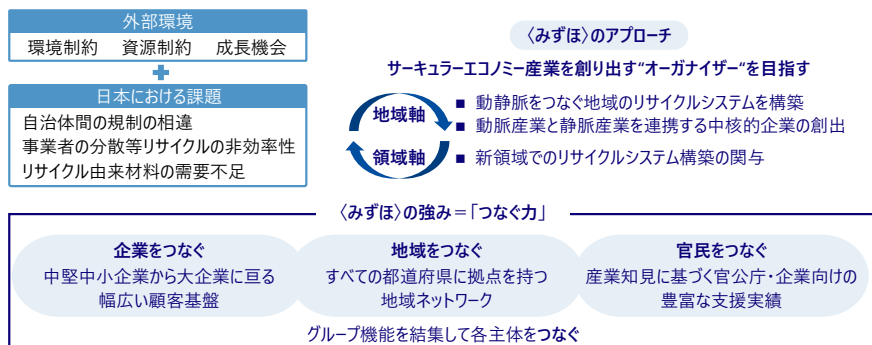 外部環境
環境制約 資源制約 成長機会
+
日本における課題
自治体間の規制の相違
事業者の分散等リサイクルの非効率性
リサイクル由来材料の需要不足
〈みずほ〉のアプローチ
サーキュラーエコノミー産業を創り出す"オーガナイザー"を目指す
地域軸
■ 動静脈をつなぐ地域のリサイクルシステムを構築
■ 動脈産業と静脈産業を連携する中核的企業の創出
領域軸
■ 新領域でのリサイクルシステム構築の関与
〈みずほ〉の強み＝「つなぐ力」
企業をつなぐ
中堅中小企業から大企業に亘る
幅広い顧客基盤
地域をつなぐ
すべての都道府県に拠点を持つ
地域ネットワーク
官民をつなぐ
産業知見に基づく官公庁・企業向けの
豊富な支援実績
グループ機能を結集して各主体をつなぐ